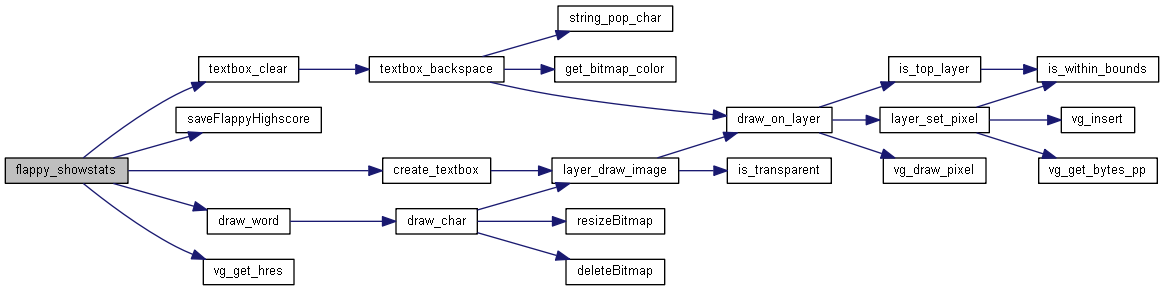 string_pop_char
textbox_clear
textbox_backspace
get_bitmap_color
is_top_layer
is_within_bounds
saveFlappyHighscore
draw_on_layer
layer_set_pixel
vg_insert
flappy_showstats
create_textbox
layer_draw_image
is_transparent
vg_draw_pixel
vg_get_bytes_pp
draw_word
draw_char
resizeBitmap
vg_get_hres
deleteBitmap